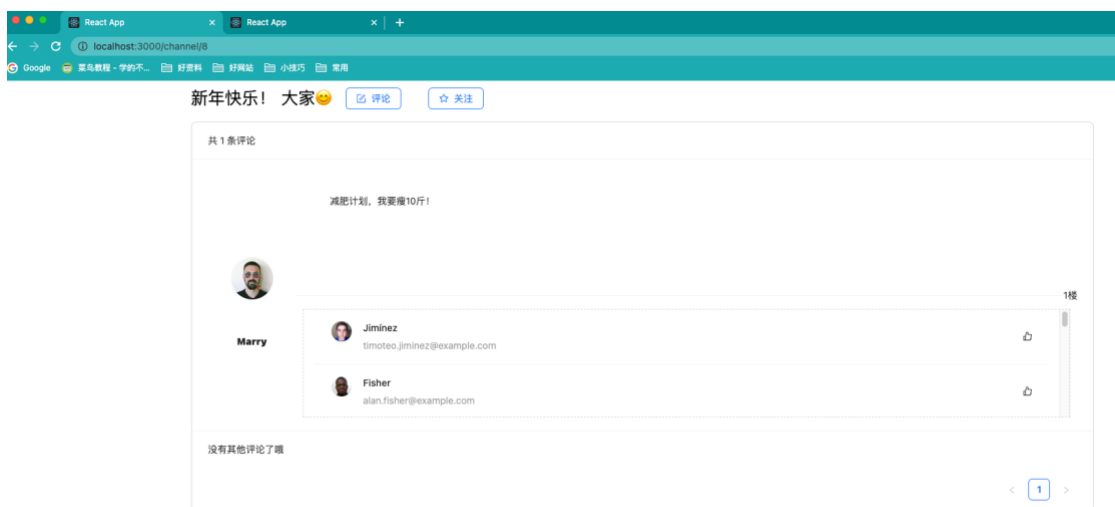 React App
React App
localhost:3000/channel/8
Google 菜鸟教程 - 学的不... 好资料 好网站 小技巧 常用
新年快乐! 大家😊 评论 关注
共 1 条评论
减肥计划，我要瘦10斤!
1楼
Marry
Jiminez
timoteo.jiminez@example.com
Fisher
alan.fisher@example.com
没有其他评论了哦
< 1 >